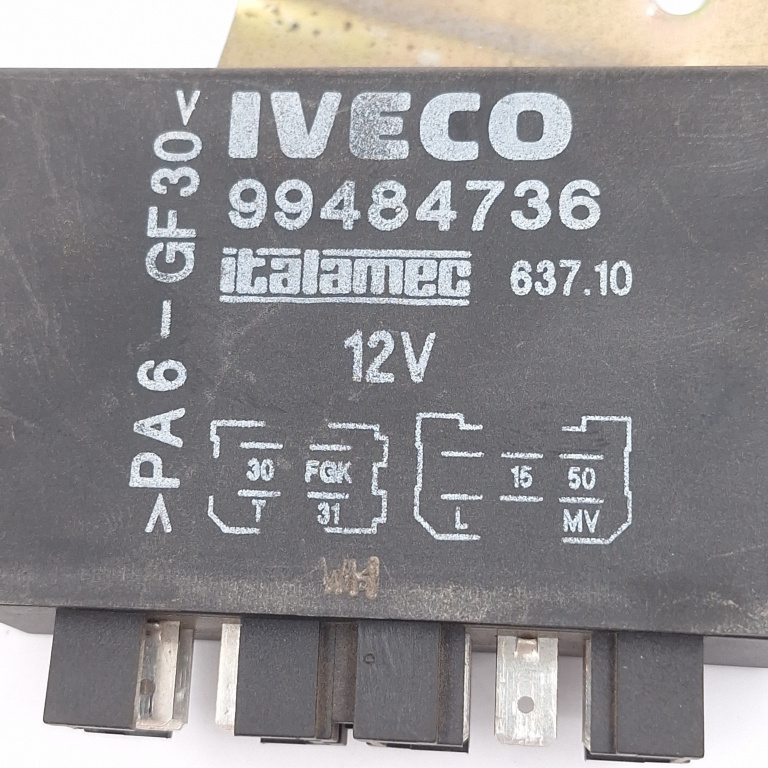 IVECO
99484736
italamec 637.10
12V
>PA6-GF30<
30 FGK 15 50
T 31 L MV
WH